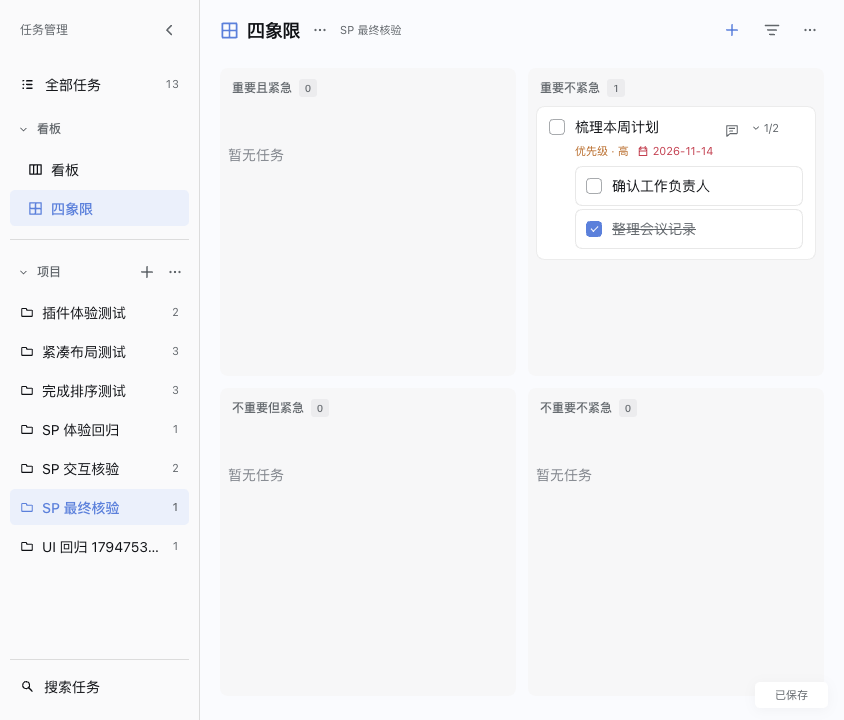 任务管理
全部任务 13
看板
看板
四象限
项目
插件体验测试 2
紧凑布局测试 3
完成排序测试 3
SP 体验回归 1
SP 交互核验 2
SP 最终核验 1
UI 回归 1794753... 1
搜索任务
四象限 ··· SP 最终核验
重要且紧急 0
暂无任务
重要不紧急 1
梳理本周计划 1/2
优先级 · 高 2026-11-14
确认工作负责人
整理会议记录
不重要但紧急 0
暂无任务
不重要不紧急 0
暂无任务
已保存